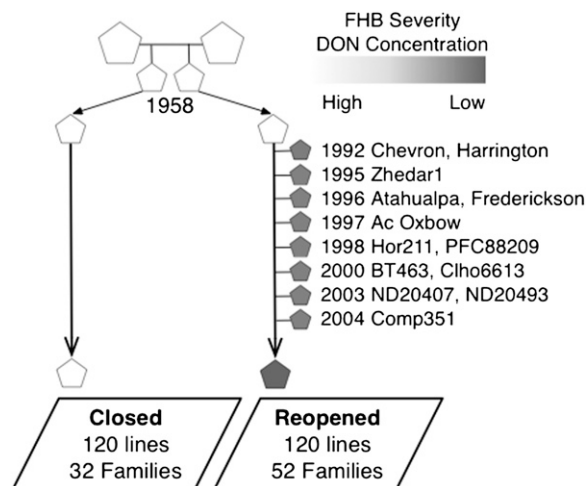 FHB Severity
DON Concentration
High Low
1958
1992 Chevron, Harrington
1995 Zhedar1
1996 Atahualpa, Frederickson
1997 Ac Oxbow
1998 Hor211, PFC88209
2000 BT463, Clho6613
2003 ND20407, ND20493
2004 Comp351
Closed
120 lines
32 Families
Reopened
120 lines
52 Families